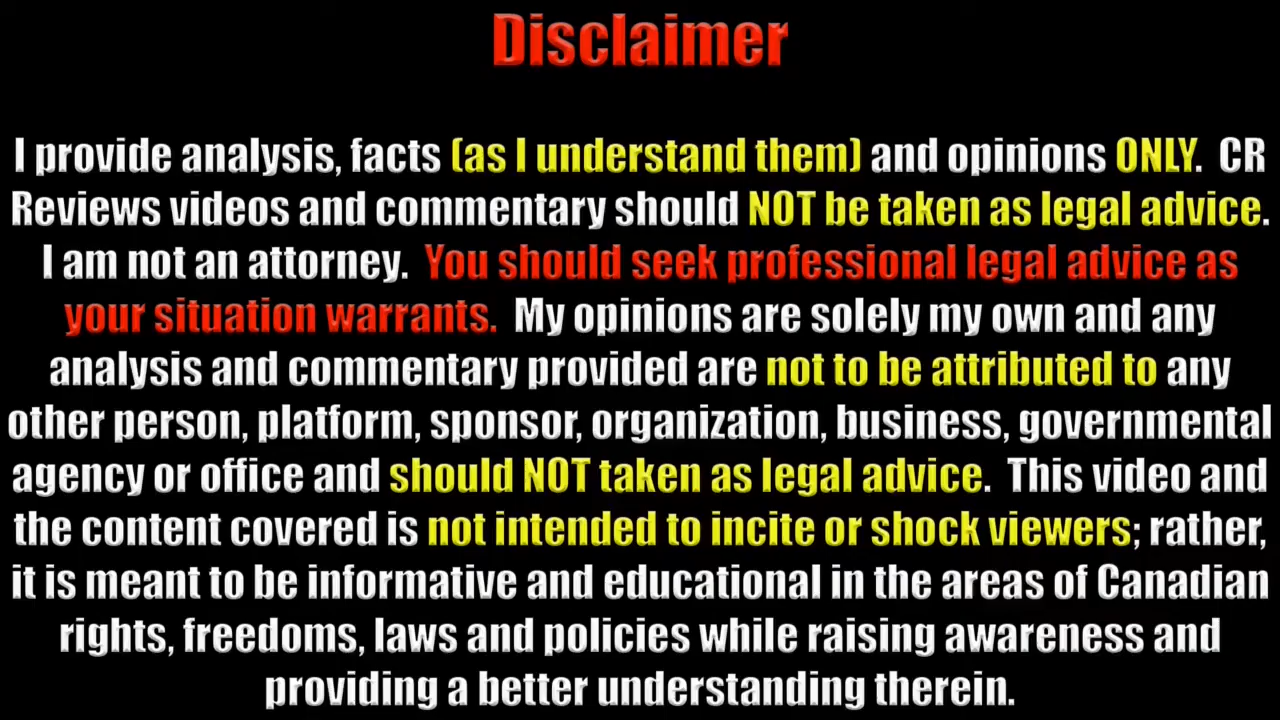 Disclaimer
I provide analysis, facts (as I understand them) and opinions ONLY. CR
Reviews videos and commentary should NOT be taken as legal advice.
I am not an attorney. You should seek professional legal advice as
your situation warrants. My opinions are solely my own and any
analysis and commentary provided are not to be attributed to any
other person, platform, sponsor, organization, business, governmental
agency or office and should NOT taken as legal advice. This video and
the content covered is not intended to incite or shock viewers; rather,
it is meant to be informative and educational in the areas of Canadian
rights, freedoms, laws and policies while raising awareness and
providing a better understanding therein.